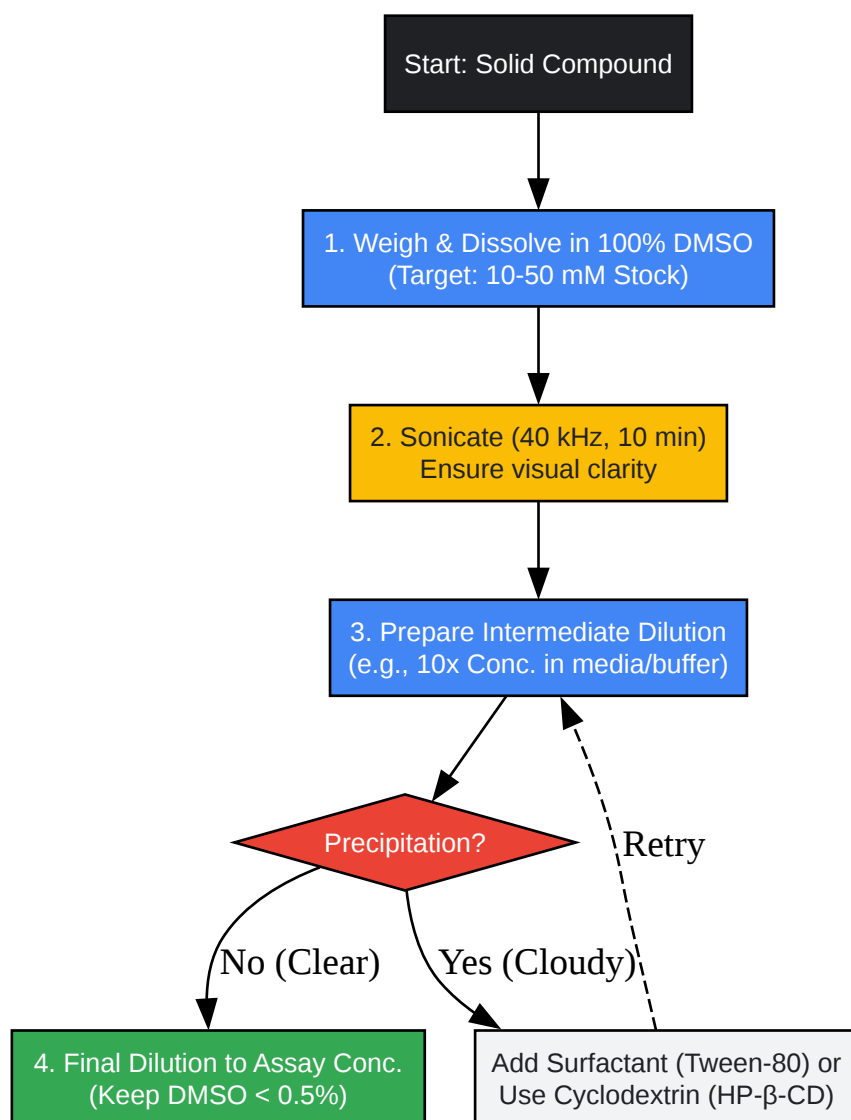 Start: Solid Compound
1. Weigh & Dissolve in 100% DMSO
(Target: 10-50 mM Stock)
2. Sonicate (40 kHz, 10 min)
Ensure visual clarity
3. Prepare Intermediate Dilution
(e.g., 10x Conc. in media/buffer)
Precipitation?
Retry
No (Clear)
Yes (Cloudy)
4. Final Dilution to Assay Conc.
(Keep DMSO < 0.5%)
Add Surfactant (Tween-80) or
Use Cyclodextrin (HP-β-CD)